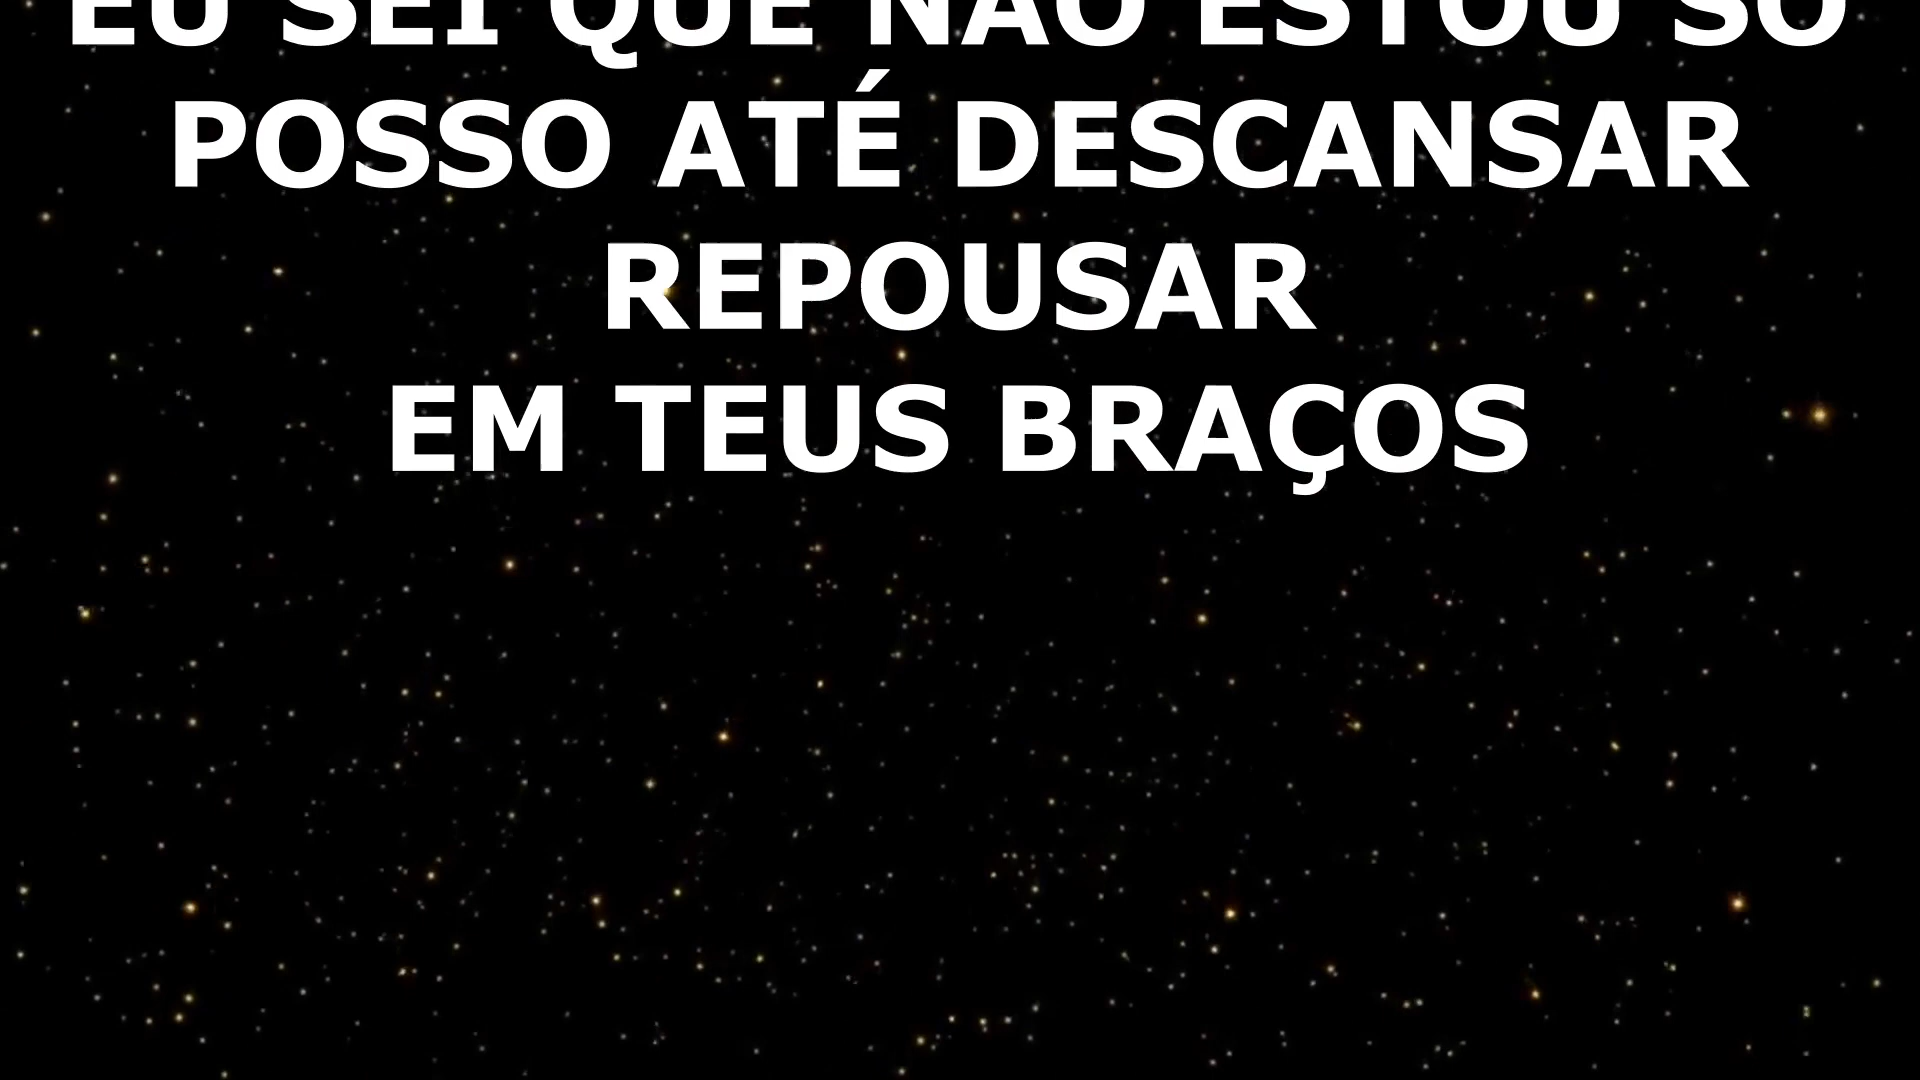 EU SEI QUE NÃO ESTOU SÓ
POSSO ATÉ DESCANSAR
REPOUSAR
EM TEUS BRAÇOS